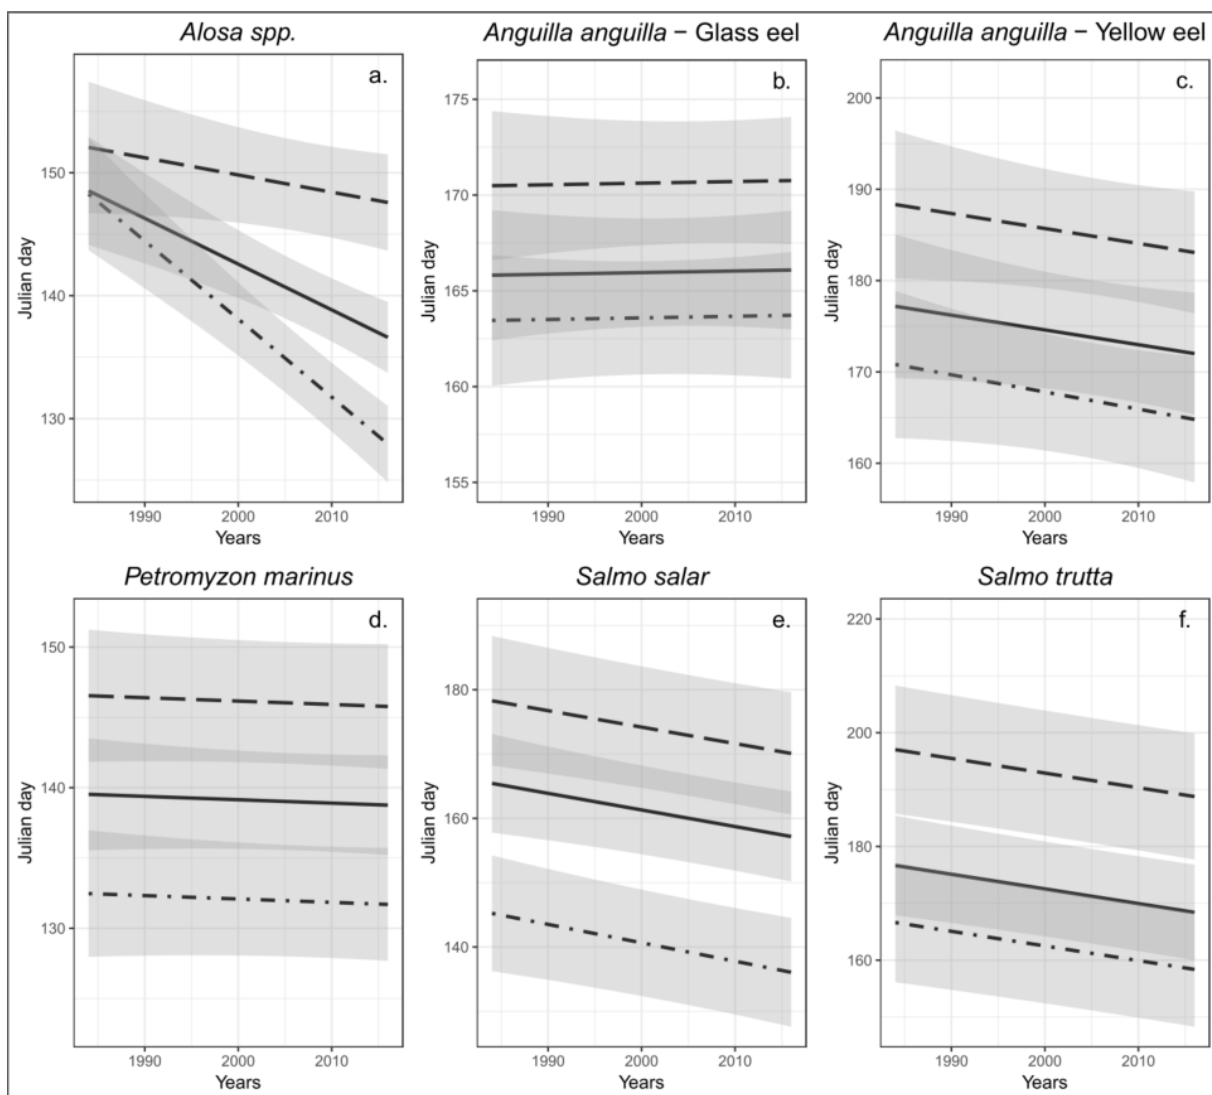 Alosa spp.
a.
150
140
130
Julian day
1990 2000 2010
Years
Anguilla anguilla − Glass eel
b.
175
170
165
160
155
Julian day
1990 2000 2010
Years
Anguilla anguilla − Yellow eel
c.
200
190
180
170
160
Julian day
1990 2000 2010
Years
Petromyzon marinus
d.
150
140
130
Julian day
1990 2000 2010
Years
Salmo salar
e.
180
160
140
Julian day
1990 2000 2010
Years
Salmo trutta
f.
220
200
180
160
Julian day
1990 2000 2010
Years